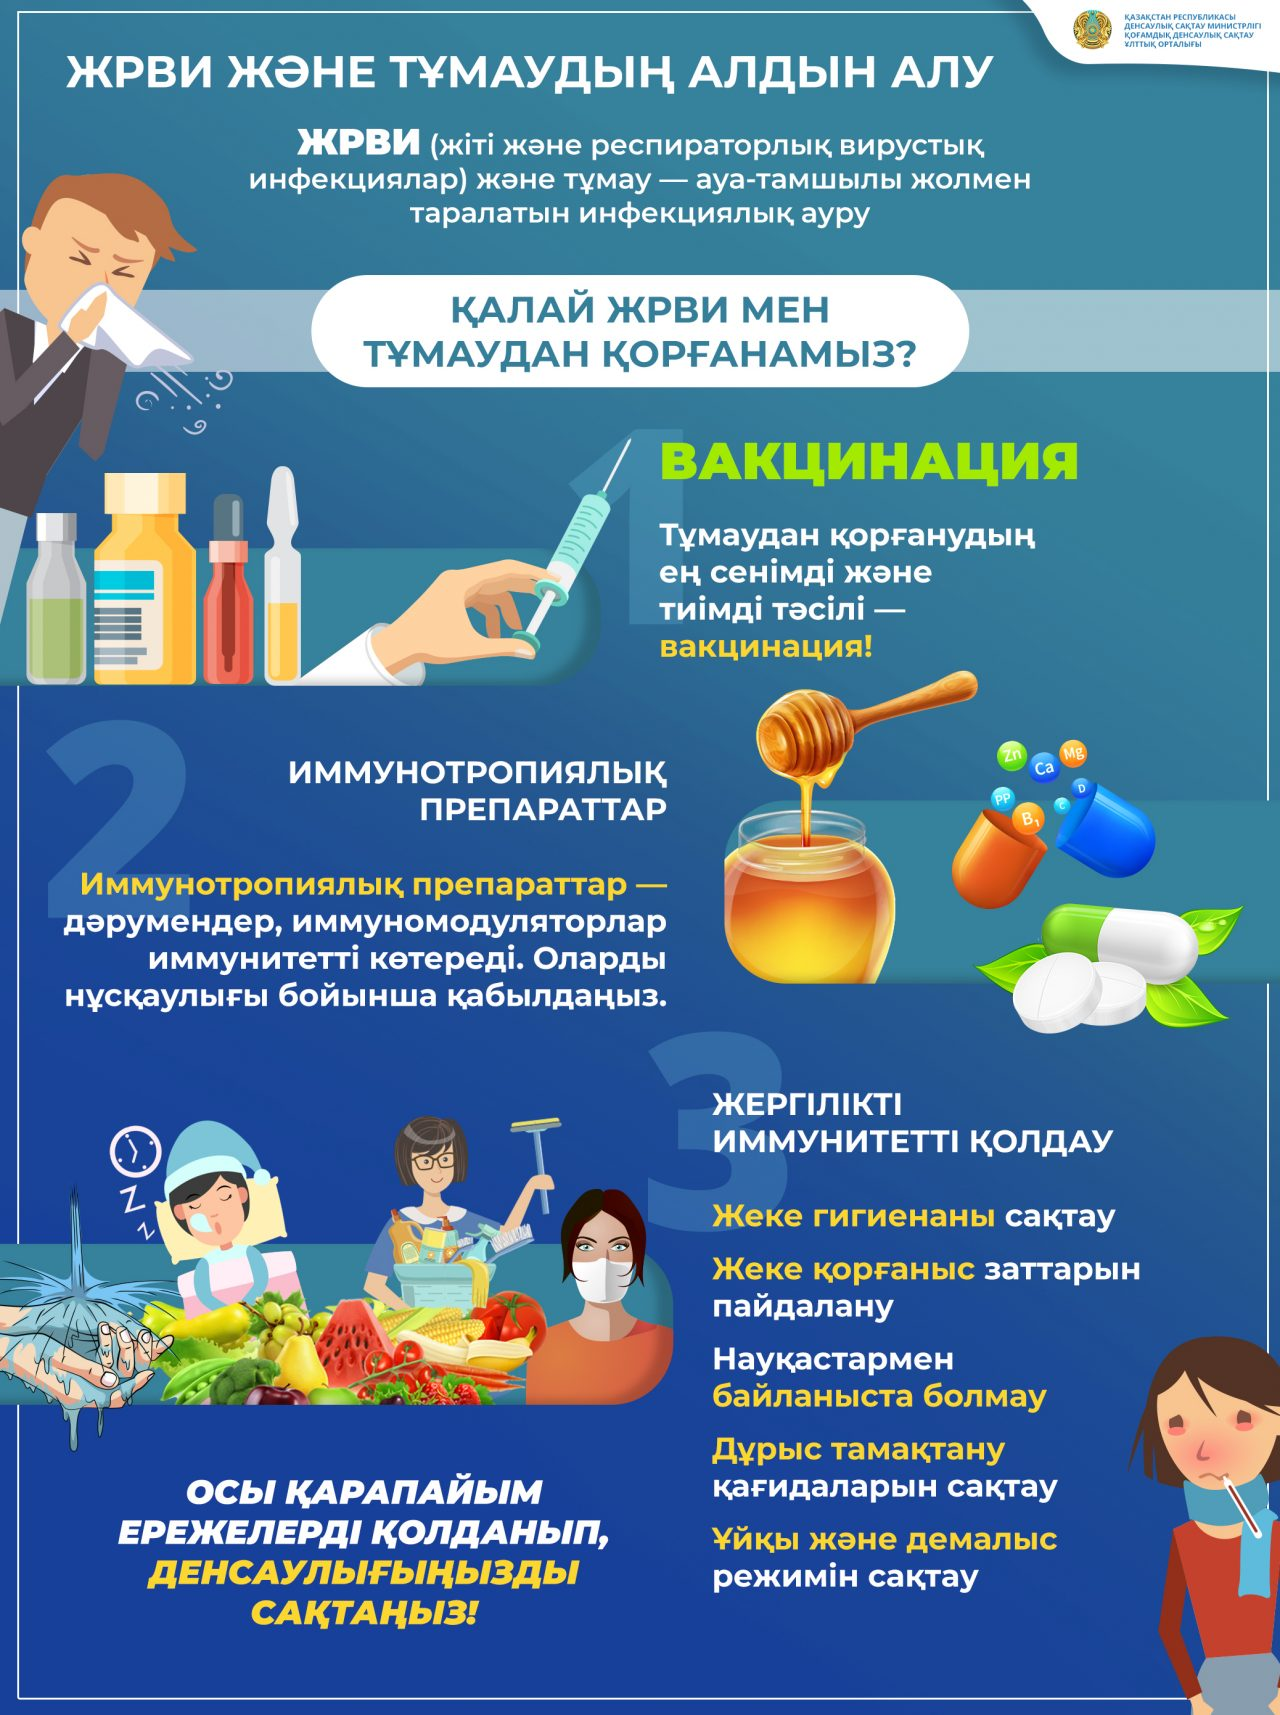 ҚАЗАҚСТАН РЕСПУБЛИКАСЫ
ДЕНСАУЛЫҚ САҚТАУ МИНИСТРЛІГІ
ҚОҒАМДЫҚ ДЕНСАУЛЫҚ САҚТАУ
ҰЛТТЫҚ ОРТАЛЫҒЫ
ЖРВИ ЖӘНЕ ТҰМАУДЫҢ АЛДЫН АЛУ
ЖРВИ (жіті және респираторлық вирустық
инфекциялар) және тұмау — ауа-тамшылы жолмен
таралатын инфекциялық ауру
ҚАЛАЙ ЖРВИ МЕН
ТҰМАУДАН ҚОРҒАНАМЫЗ?
1
ВАКЦИНАЦИЯ
Тұмаудан қорғанудың
ең сенімді және
тиімді тәсілі —
вакцинация!
2
ИММУНОТРОПИЯЛЫҚ
ПРЕПАРАТТАР
Иммунотропиялық препараттар —
дәрумендер, иммуномодуляторлар
иммунитетті көтереді. Оларды
нұсқаулығы бойынша қабылдаңыз.
Zn
Ca
Mg
PP
B1
C
D
3
ЖЕРГІЛІКТІ
ИММУНИТЕТТІ ҚОЛДАУ
Жеке гигиенаны сақтау
Жеке қорғаныс заттарын
пайдалану
Науқастармен
байланыста болмау
Дұрыс тамақтану
қағидаларын сақтау
Ұйқы және демалыс
режимін сақтау
Z
Z
ОСЫ ҚАРАПАЙЫМ
ЕРЕЖЕЛЕРДІ ҚОЛДАНЫП,
ДЕНСАУЛЫҒЫҢЫЗДЫ
САҚТАҢЫЗ!